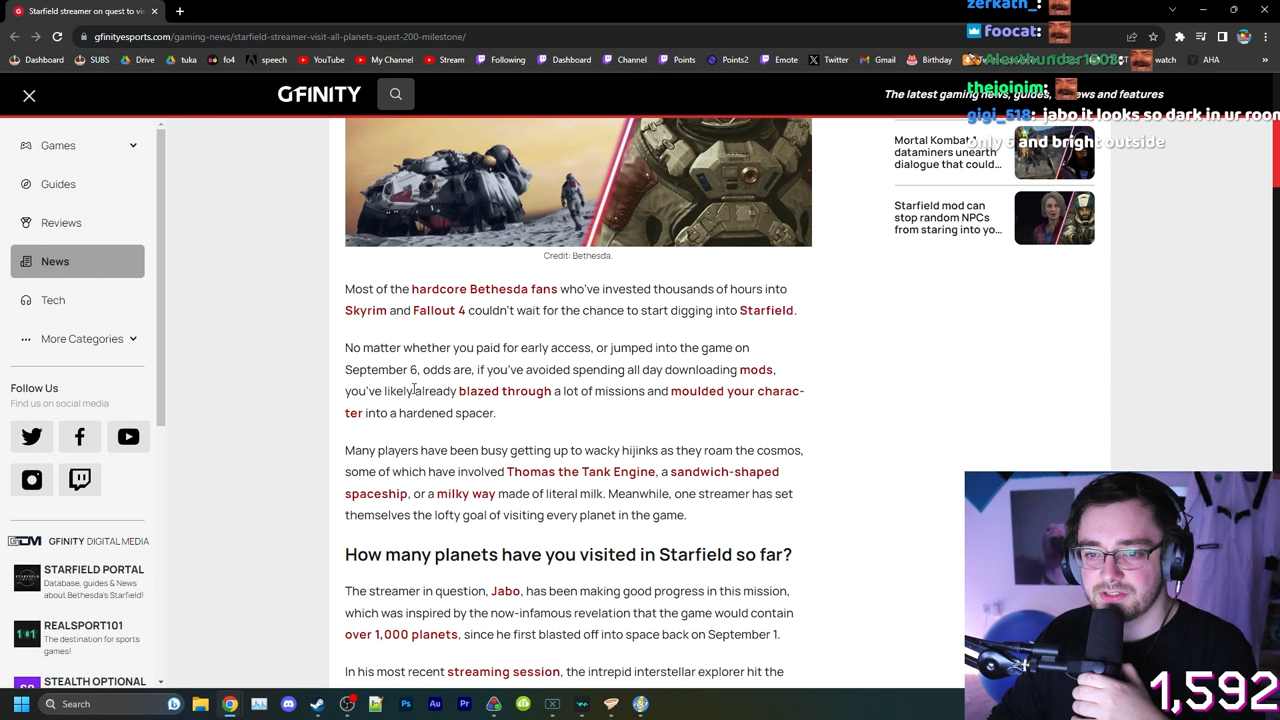 Starfield streamer on quest to vis
zerkath_:
gfinityesports.com/gaming-news/starfield-streamer-visit-every-planet-quest-200-milestone/
foocat:
Dashboard SUBS Drive tuka fo4 speech YouTube My Channel Stream Following Dashboard Channel Points Points2 Emote X Twitter Gmail Birthday ST watch AHA
Alexthunder1803:
GFINITY
thejoinim:
The latest gaming news, guides, reviews and features
gigi_518: jabo it looks so dark in ur room
only 6 and bright outside
Games
Guides
Reviews
News
Tech
More Categories
Follow Us
Find us on social media
GDM GFINITY DIGITAL MEDIA
STARFIELD PORTAL
Database, guides & News
about Bethesda's Starfield!
REALSPORT101
The destination for sports
games!
STEALTH OPTIONAL
Credit: Bethesda.
Most of the hardcore Bethesda fans who've invested thousands of hours into
Skyrim and Fallout 4 couldn't wait for the chance to start digging into Starfield.
No matter whether you paid for early access, or jumped into the game on
September 6, odds are, if you've avoided spending all day downloading mods,
you've likely already blazed through a lot of missions and moulded your charac-
ter into a hardened spacer.
Many players have been busy getting up to wacky hijinks as they roam the cosmos,
some of which have involved Thomas the Tank Engine, a sandwich-shaped
spaceship, or a milky way made of literal milk. Meanwhile, one streamer has set
themselves the lofty goal of visiting every planet in the game.
How many planets have you visited in Starfield so far?
The streamer in question, Jabo, has been making good progress in this mission,
which was inspired by the now-infamous revelation that the game would contain
over 1,000 planets, since he first blasted off into space back on September 1.
his most recent streaming session, the intrepid interstellar explorer hit the
Mortal Kombat 1
dataminers unearth
dialogue that could...
Starfield mod can
stop random NPCs
from staring into yo...
1,592
Search